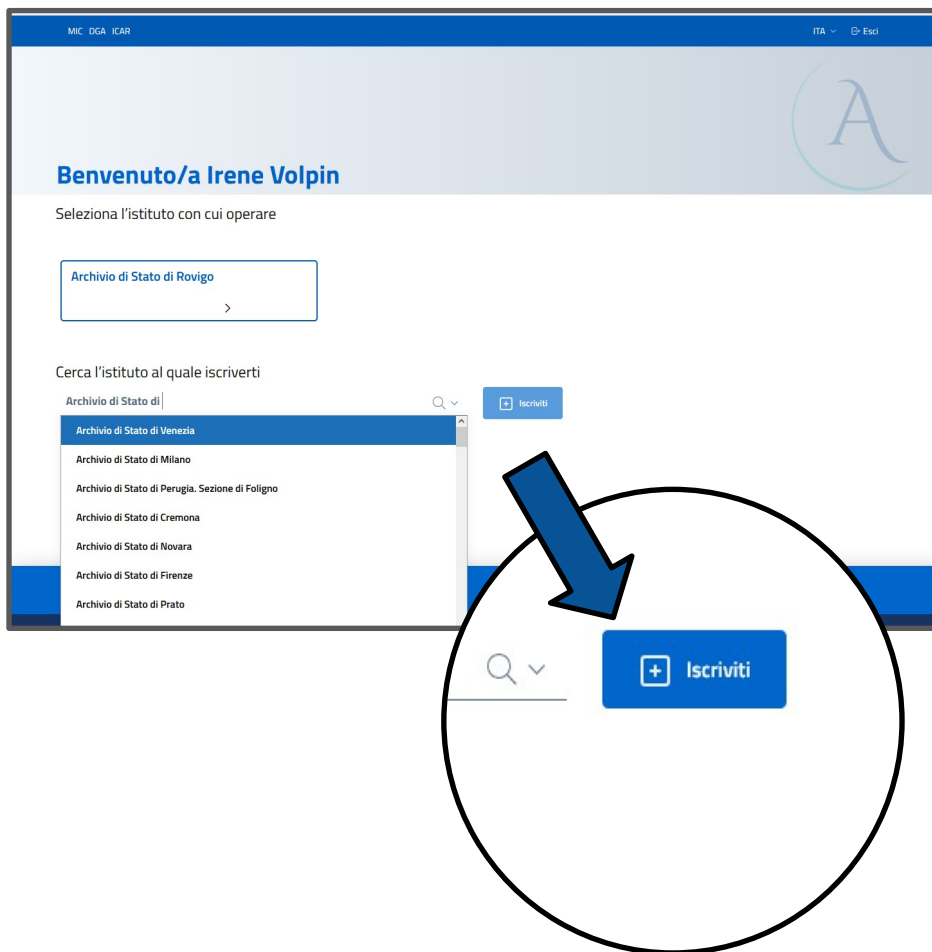 MIC DGA ICAR
ITA Esci
A
Benvenuto/a Irene Volpin
Seleziona l'istituto con cui operare
Archivio di Stato di Rovigo
Cerca l'istituto al quale iscriverti
Archivio di Stato di
Iscriviti
Archivio di Stato di Venezia
Archivio di Stato di Milano
Archivio di Stato di Perugia. Sezione di Foligno
Archivio di Stato di Cremona
Archivio di Stato di Novara
Archivio di Stato di Firenze
Archivio di Stato di Prato
Iscriviti